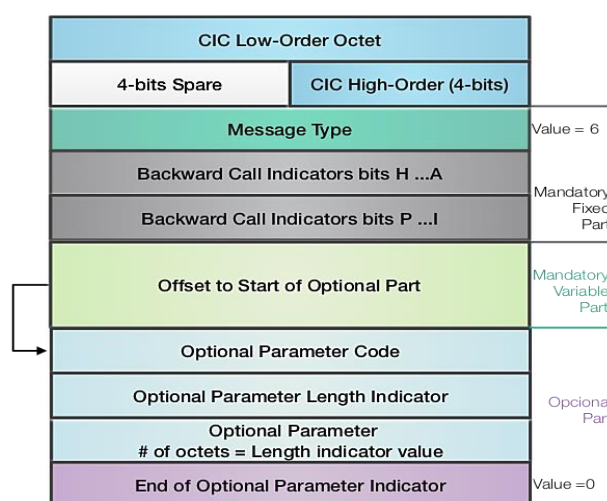 CIC Low-Order Octet
4-bits Spare
CIC High-Order (4-bits)
Message Type
Value = 6
Backward Call Indicators bits H ...A
Backward Call Indicators bits P ...I
Mandatory
Fixed
Part
Offset to Start of Optional Part
Mandatory
Variable
Part
Optional Parameter Code
Optional Parameter Length Indicator
Optional Parameter
# of octets = Length indicator value
Opciona
Part
End of Optional Parameter Indicator
Value =0